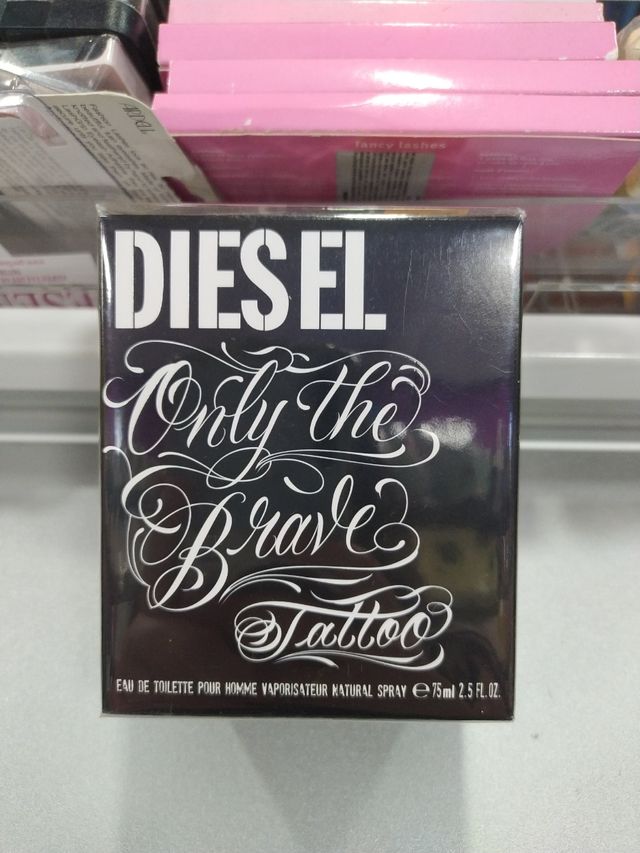 fancy lashes
DIESEL
Only the
Brave
Tattoo
EAU DE TOILETTE POUR HOMME VAPORISATEUR NATURAL SPRAY ℮ 75ml 2.5 FL.OZ.